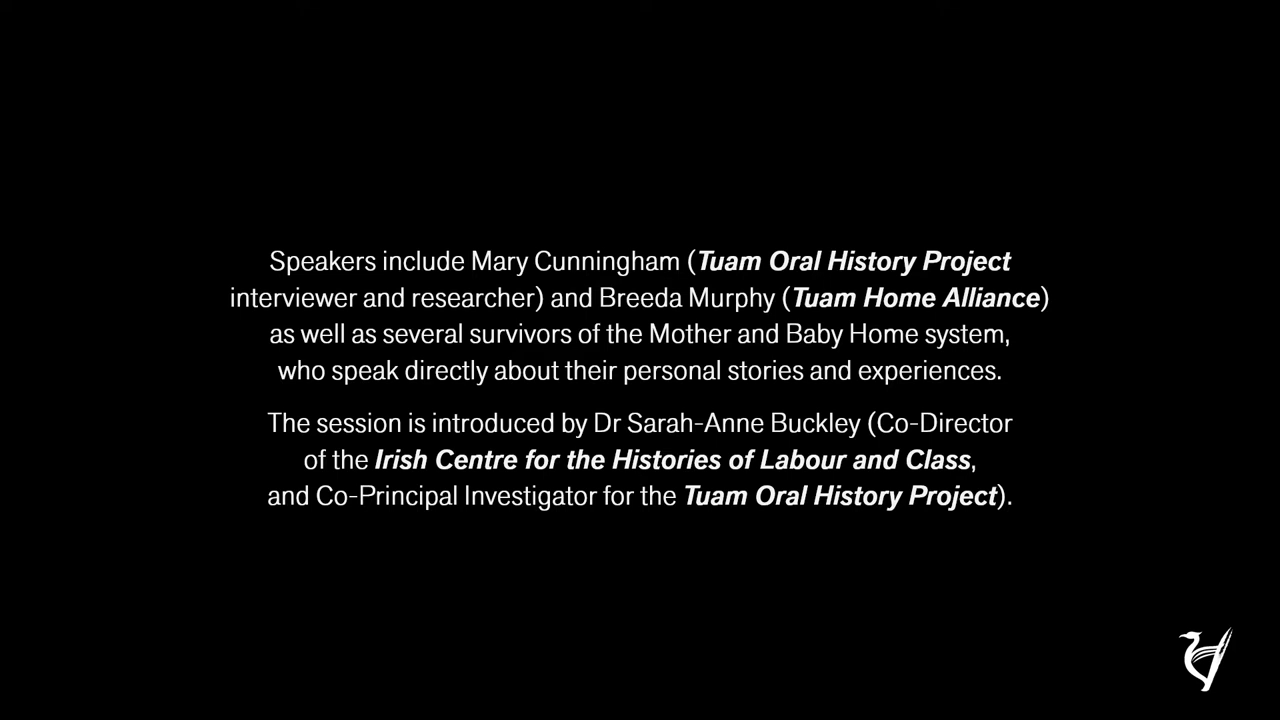 Speakers include Mary Cunningham (Tuam Oral History Project
interviewer and researcher) and Breeda Murphy (Tuam Home Alliance)
as well as several survivors of the Mother and Baby Home system,
who speak directly about their personal stories and experiences.
The session is introduced by Dr Sarah-Anne Buckley (Co-Director
of the Irish Centre for the Histories of Labour and Class,
and Co-Principal Investigator for the Tuam Oral History Project).